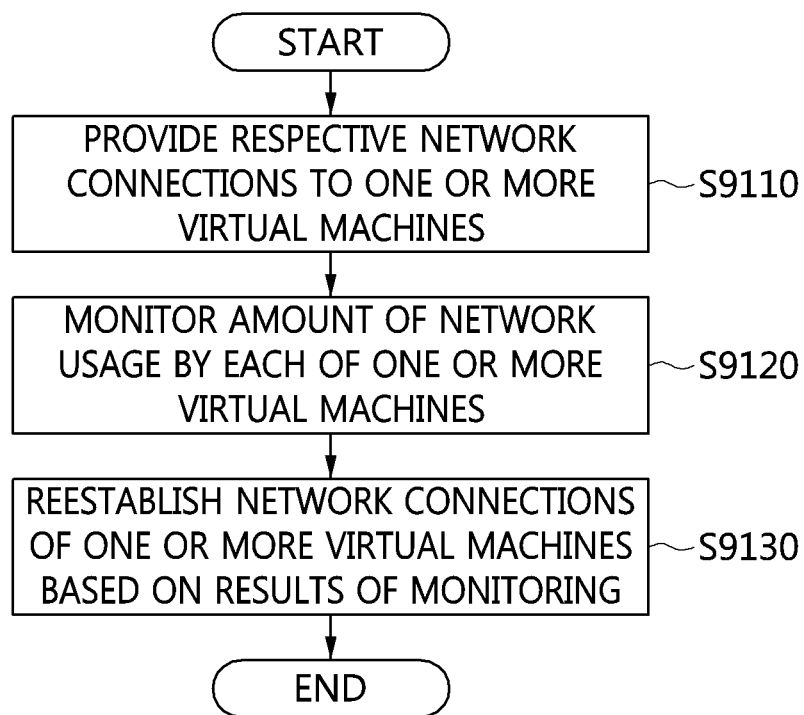 START
PROVIDE RESPECTIVE NETWORK
CONNECTIONS TO ONE OR MORE
VIRTUAL MACHINES
S9110
MONITOR AMOUNT OF NETWORK
USAGE BY EACH OF ONE OR MORE
VIRTUAL MACHINES
S9120
REESTABLISH NETWORK CONNECTIONS
OF ONE OR MORE VIRTUAL MACHINES
BASED ON RESULTS OF MONITORING
S9130
END